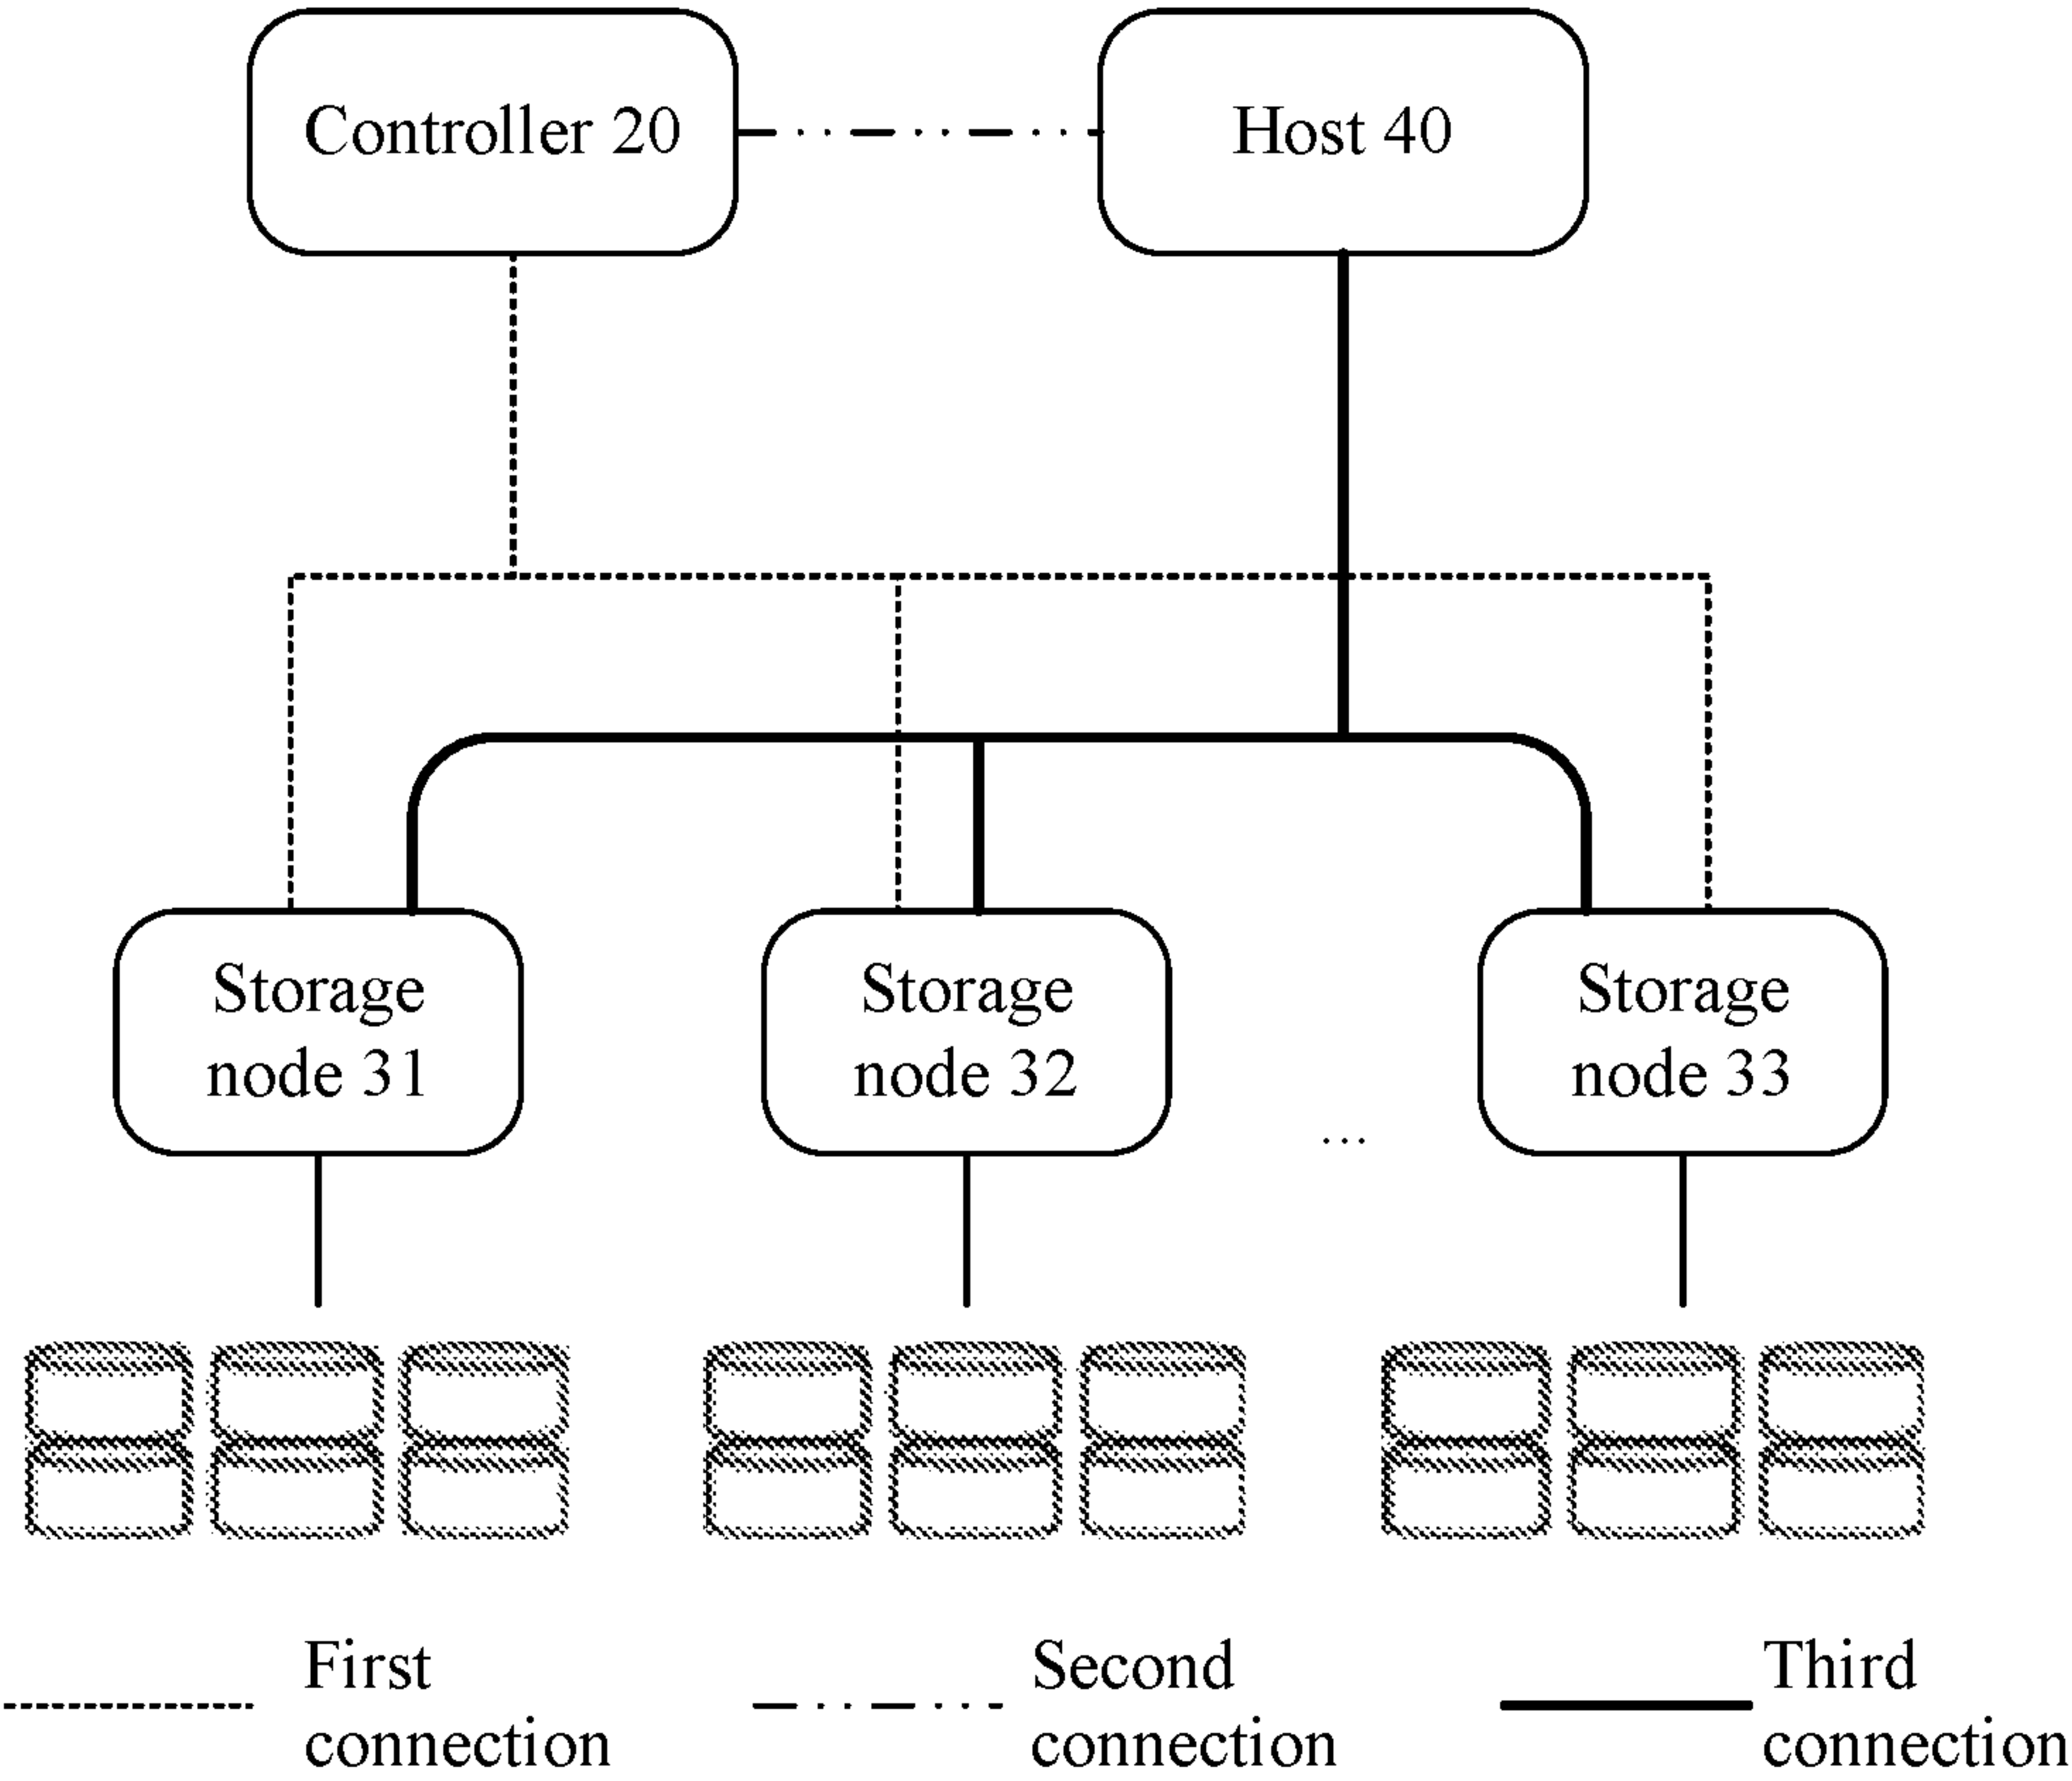 Controller 20
Host 40
Storage
node 31
Storage
node 32
...
Storage
node 33
First
connection
Second
connection
Third
connection